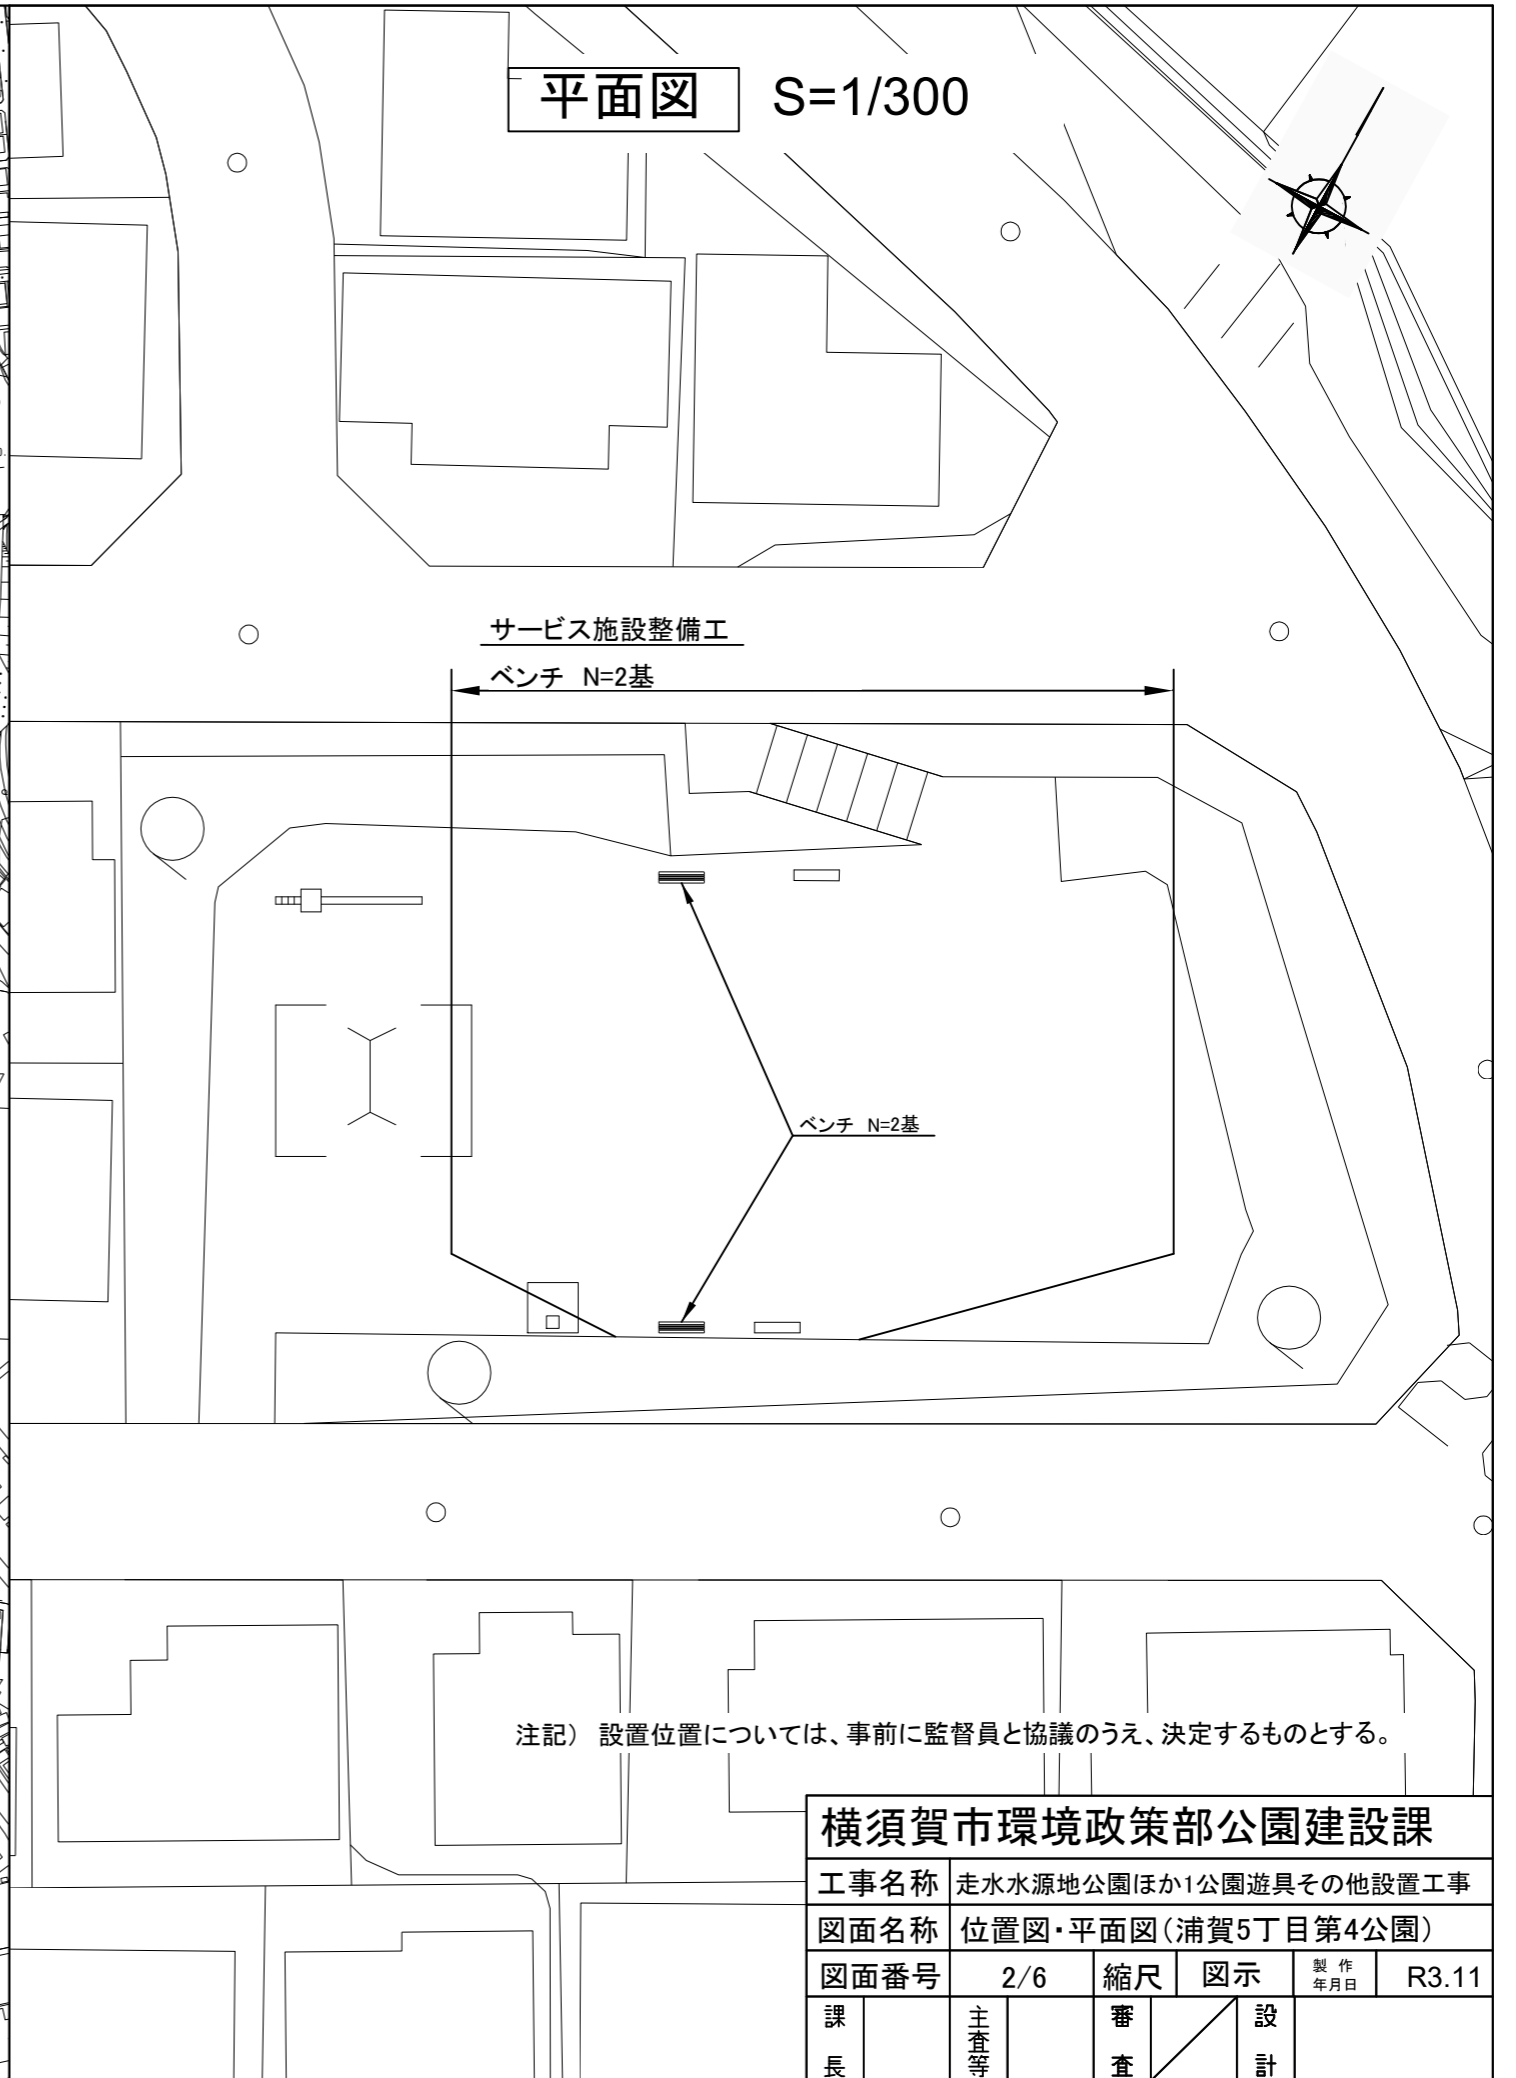 平面図 S=1/300
サービス施設整備工
ベンチ N=2基
ベンチ N=2基
注記） 設置位置については、事前に監督員と協議のうえ、決定するものとする。
横須賀市環境政策部公園建設課
工事名称 走水水源地公園ほか1公園遊具その他設置工事
図面名称 位置図・平面図（浦賀5丁目第4公園）
図面番号 2/6 縮尺 図示 製作年月日 R3.11
課長 主査等 審査 設計